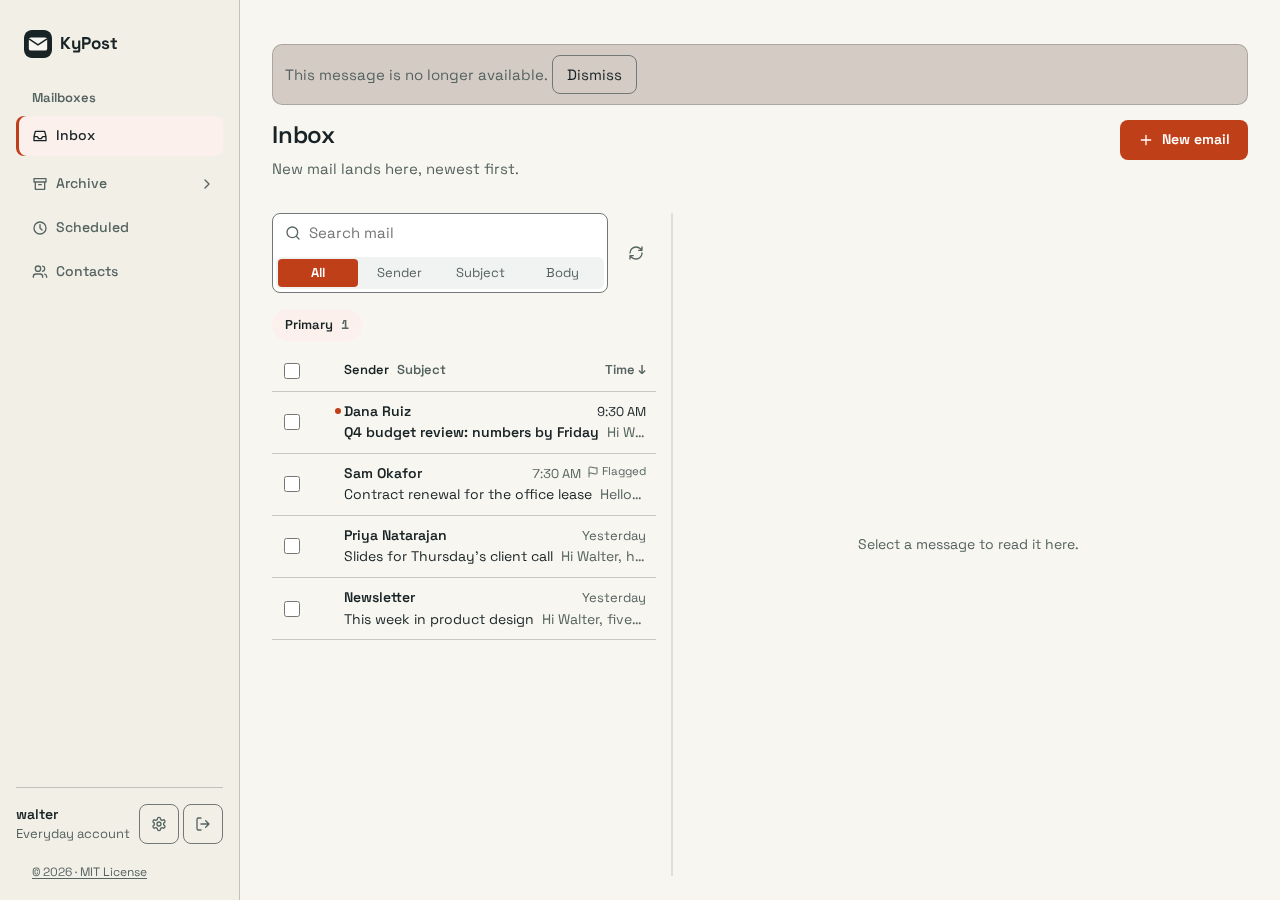 KyPost
Mailboxes
Inbox
Archive
Scheduled
Contacts
walter
Everyday account
© 2026 · MIT License
This message is no longer available. Dismiss
Inbox
New mail lands here, newest first.
New email
Search mail
All Sender Subject Body
Primary 1
Sender Subject Time ↓
Dana Ruiz 9:30 AM
Q4 budget review: numbers by Friday Hi W...
Sam Okafor 7:30 AM Flagged
Contract renewal for the office lease Hello...
Priya Natarajan Yesterday
Slides for Thursday's client call Hi Walter, h...
Newsletter Yesterday
This week in product design Hi Walter, five...
Select a message to read it here.